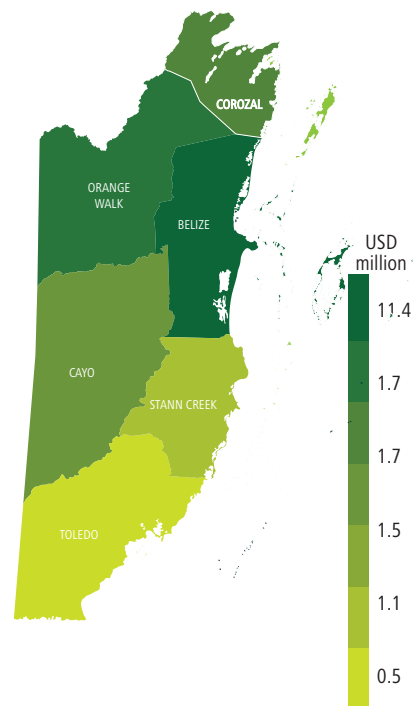 COROZAL
ORANGE
WALK
BELIZE
CAYO
STANN CREEK
TOLEDO
USD
million
11.4
1.7
1.7
1.5
1.1
0.5